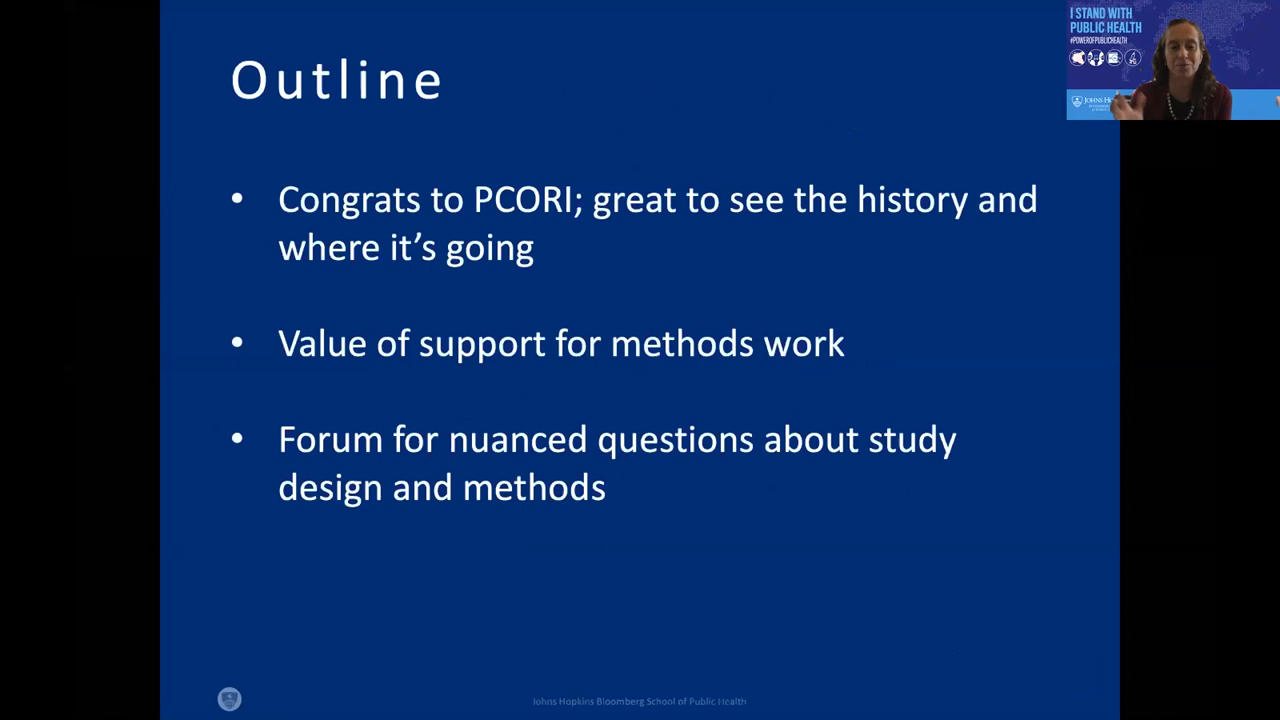 Outline
• Congrats to PCORI; great to see the history and
where it’s going
• Value of support for methods work
• Forum for nuanced questions about study
design and methods
Johns Hopkins Bloomberg School of Public Health
I STAND WITH
PUBLIC HEALTH
#POWEROFPUBLICHEALTH